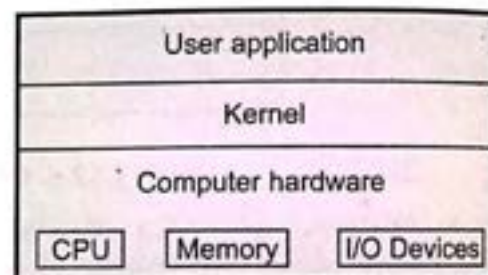 User application
Kernel
Computer hardware
CPU Memory I/O Devices